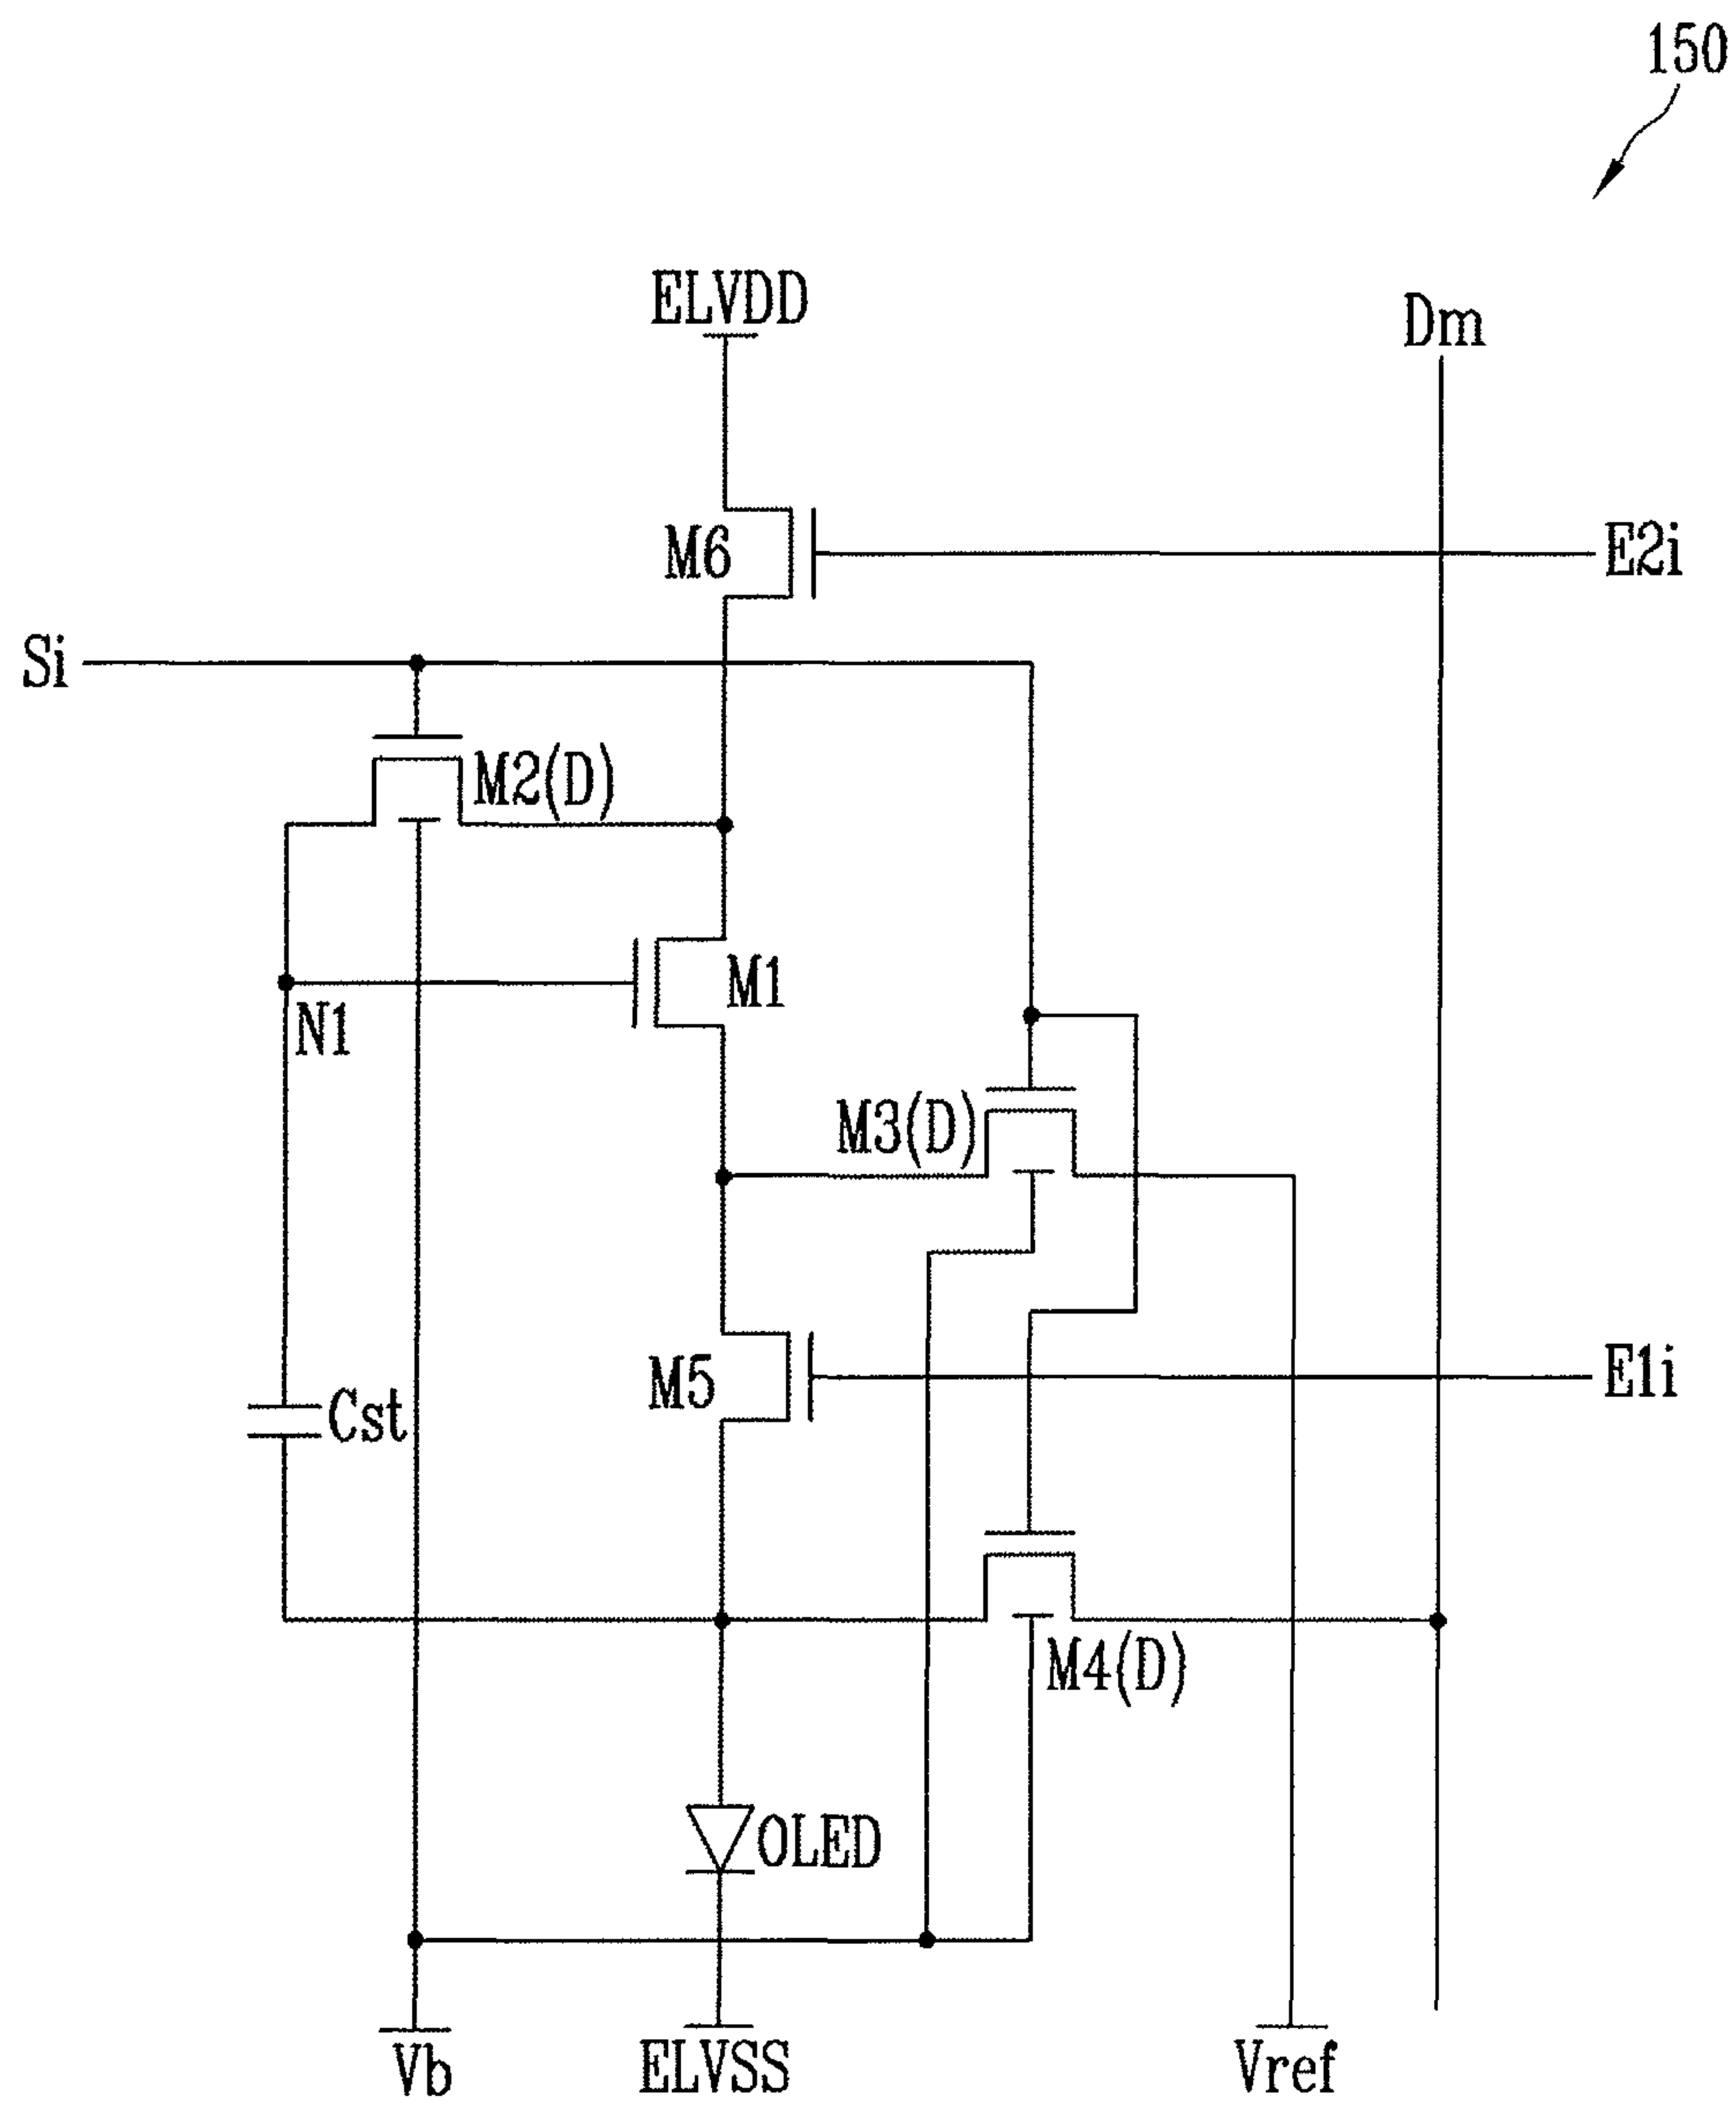 150
ELVDD
Dm
M6
E2i
Si
M2(D)
M1
N1
M3(D)
M5
E1i
Cst
M4(D)
OLED
Vb
ELVSS
Vref